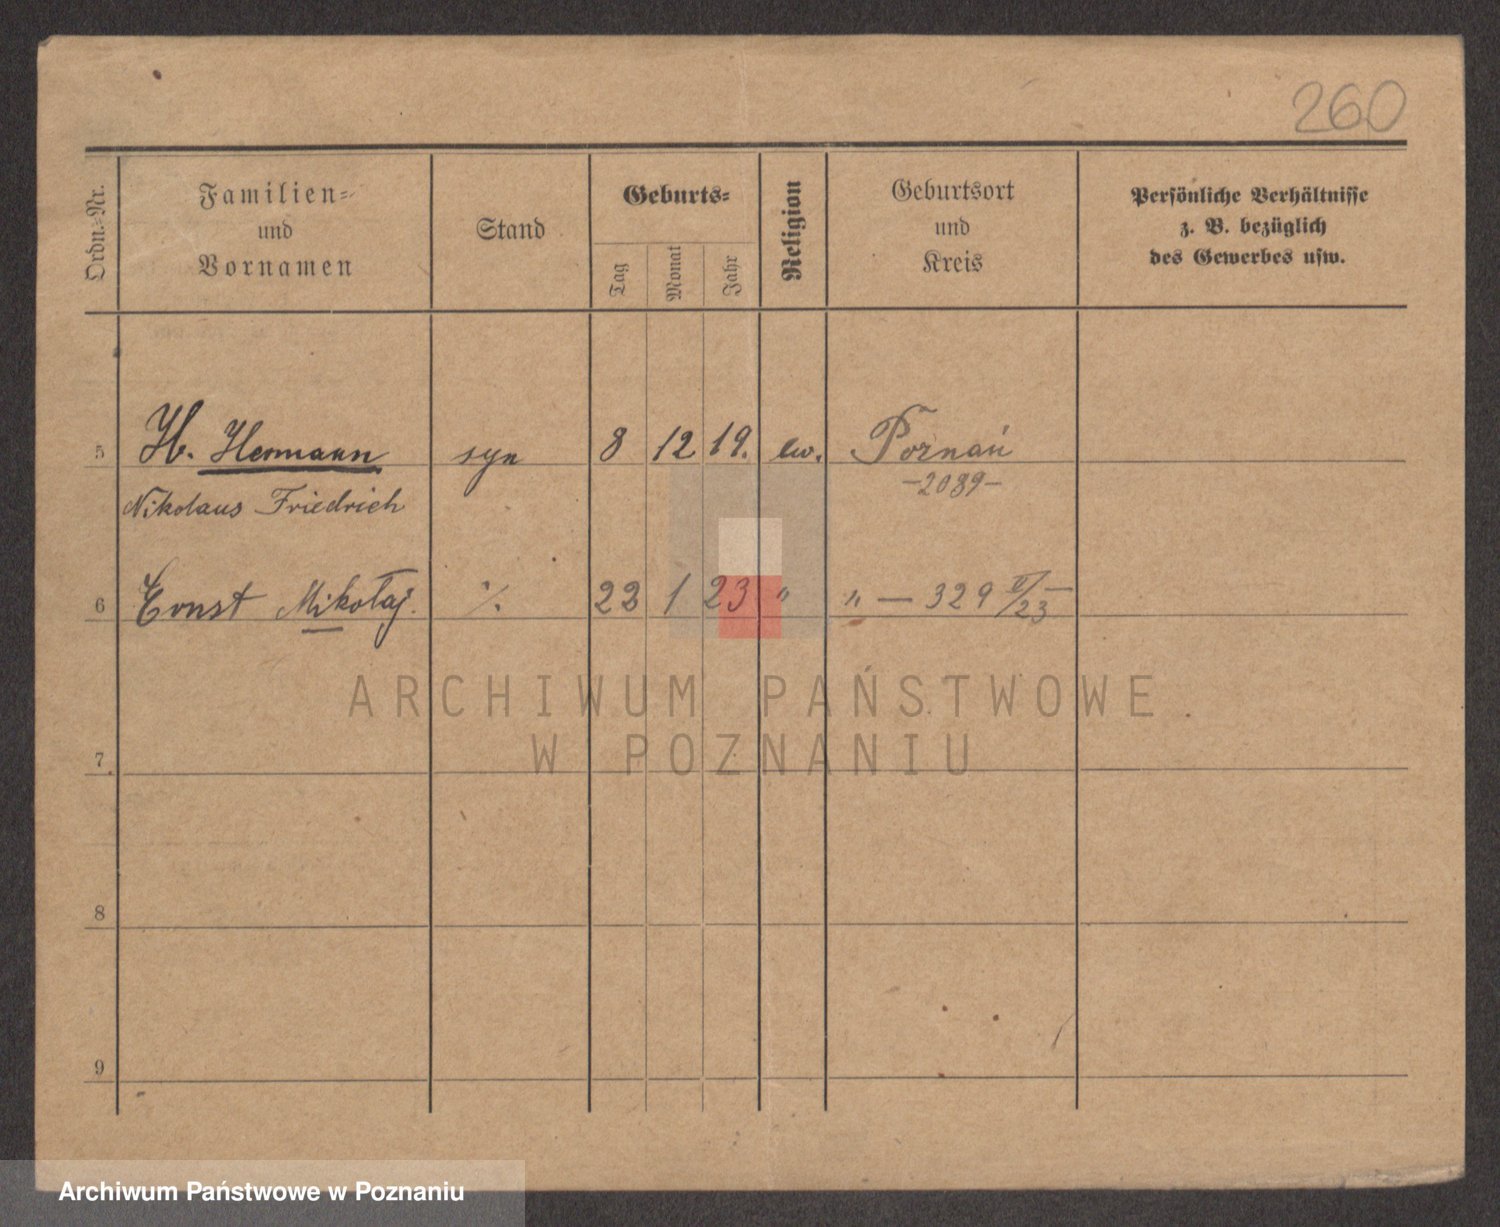 260
Ordn.=Nr.
Familien=
und
Vornamen
Stand
Geburts=
Tag
Monat
Jahr
Religion
Geburtsort
und
Kreis
Persönliche Verhältnisse
z. B. bezüglich
des Gewerbes usw.
5 H. Hermann syn 8 12 19. ew. Poznań
Nikolaus Friedrich
-2089-
6 Ernst Mikołaj. ·/. 22 1 23 " " — 329 II/23 —
ARCHIWUM PAŃSTWOWE
W POZNANIU
7
8
9
Archiwum Państwowe w Poznaniu